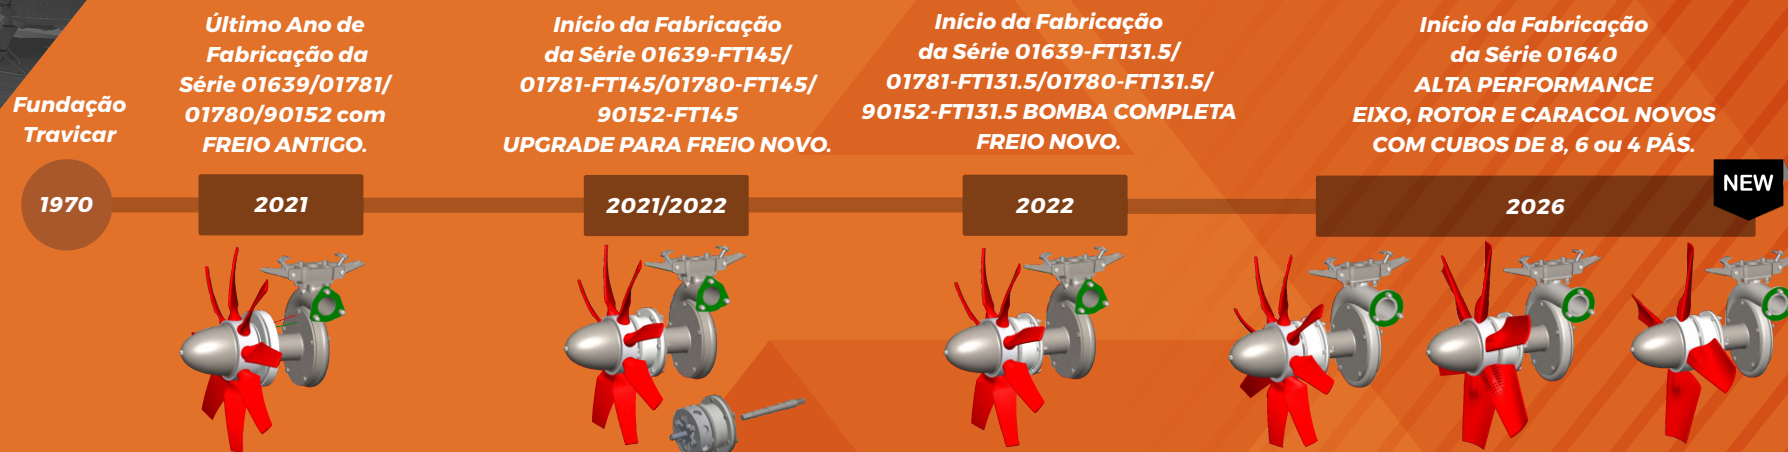 Fundação
Travicar
1970
Último Ano de
Fabricação da
Série 01639/01781/
01780/90152 com
FREIO ANTIGO.
2021
Início da Fabricação
da Série 01639-FT145/
01781-FT145/01780-FT145/
90152-FT145
UPGRADE PARA FREIO NOVO.
2021/2022
Início da Fabricação
da Série 01639-FT131.5/
01781-FT131.5/01780-FT131.5/
90152-FT131.5 BOMBA COMPLETA
FREIO NOVO.
2022
Início da Fabricação
da Série 01640
ALTA PERFORMANCE
EIXO, ROTOR E CARACOL NOVOS
COM CUBOS DE 8, 6 ou 4 PÁS.
2026
NEW